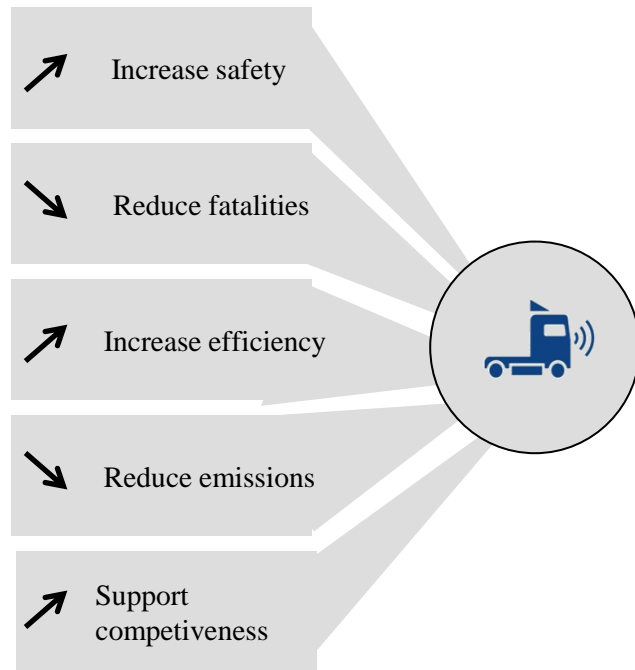 Increase safety
Reduce fatalities
Increase efficiency
Reduce emissions
Support
competiveness